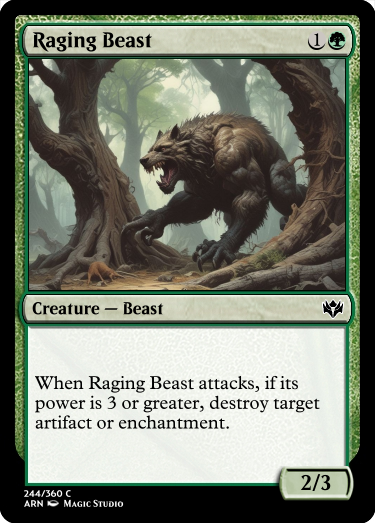 Raging Beast 1
Creature — Beast
When Raging Beast attacks, if its
power is 3 or greater, destroy target
artifact or enchantment.
2/3
244/360 C
ARN Magic Studio